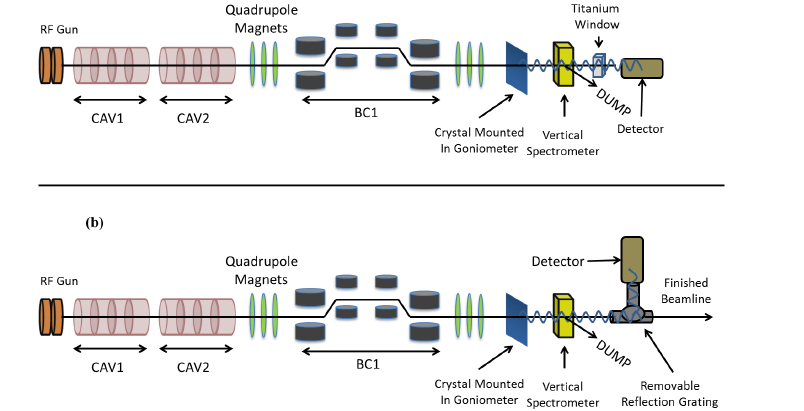 Titanium
Window
Quadrupole
Magnets
RF Gun
CAV1
CAV2
BC1
DUMP
Detector
Crystal Mounted
In Goniometer
Vertical
Spectrometer
(b)
Detector
Quadrupole
Magnets
RF Gun
Finished
Beamline
CAV1
CAV2
BC1
DUMP
Crystal Mounted
In Goniometer
Vertical
Spectrometer
Removable
Reflection Grating